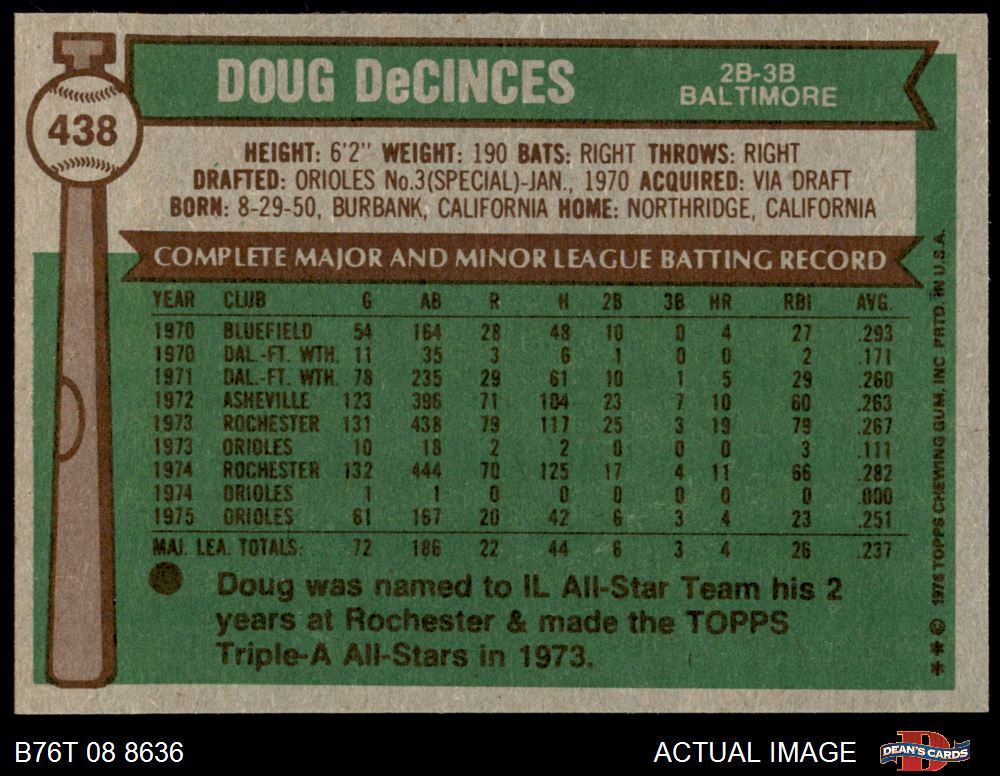 438
DOUG DeCINCES
2B-3B
BALTIMORE
HEIGHT: 6'2" WEIGHT: 190 BATS: RIGHT THROWS: RIGHT
DRAFTED: ORIOLES No.3(SPECIAL)-JAN., 1970 ACQUIRED: VIA DRAFT
BORN: 8-29-50, BURBANK, CALIFORNIA HOME: NORTHRIDGE, CALIFORNIA
COMPLETE MAJOR AND MINOR LEAGUE BATTING RECORD
YEAR CLUB G AB R H 2B 3B HR RBI AVG.
1970 BLUEFIELD 54 164 28 48 10 0 4 27 .293
1970 DAL.-FT. WTH. 11 35 3 6 1 0 0 2 .171
1971 DAL.-FT. WTH. 78 235 29 61 10 1 5 29 .260
1972 ASHEVILLE 123 396 71 104 23 7 10 60 .263
1973 ROCHESTER 131 438 79 117 25 3 19 79 .267
1973 ORIOLES 10 18 2 2 0 0 0 3 .111
1974 ROCHESTER 132 444 70 125 17 4 11 66 .282
1974 ORIOLES 1 1 0 0 0 0 0 0 .000
1975 ORIOLES 61 167 20 42 6 3 4 23 .251
MAJ. LEA. TOTALS: 72 186 22 44 6 3 4 26 .237
Doug was named to IL All-Star Team his 2
years at Rochester & made the TOPPS
Triple-A All-Stars in 1973.
*** © 1976 TOPPS CHEWING GUM, INC PRTD. IN U.S.A.
B76T 08 8636
ACTUAL IMAGE
DEAN'S CARDS